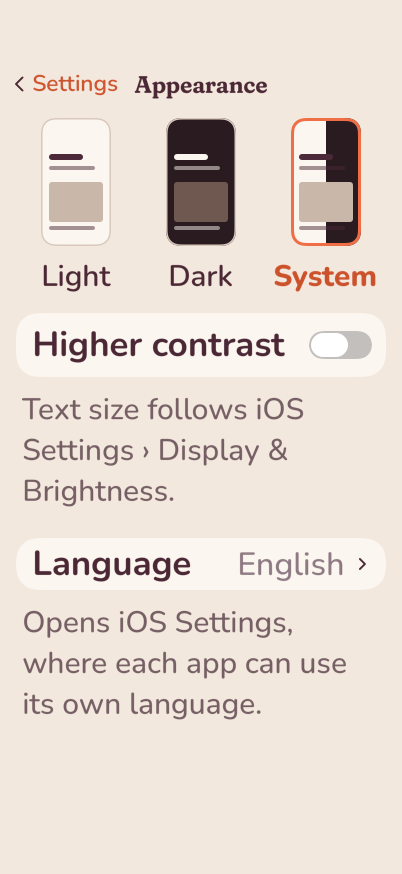 Settings Appearance
Light Dark System
Higher contrast
Text size follows iOS
Settings › Display &
Brightness.
Language English
Opens iOS Settings,
where each app can use
its own language.